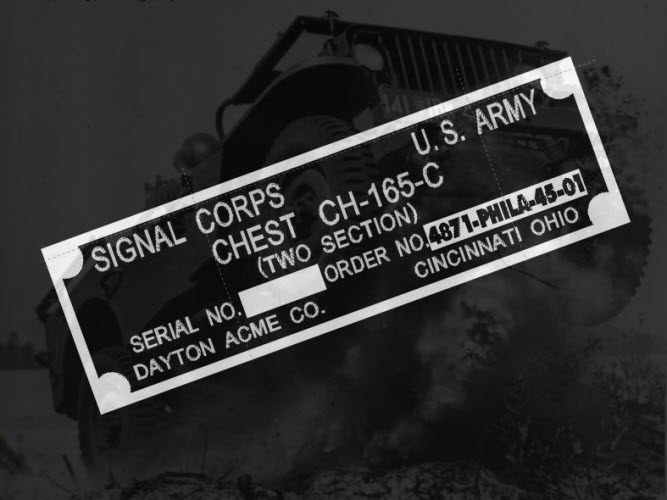 SIGNAL CORPS U.S. ARMY
CHEST CH-165-C
(TWO SECTION)
SERIAL NO. ORDER NO. 4871-PHILA-45-01
DAYTON ACME CO. CINCINNATI OHIO